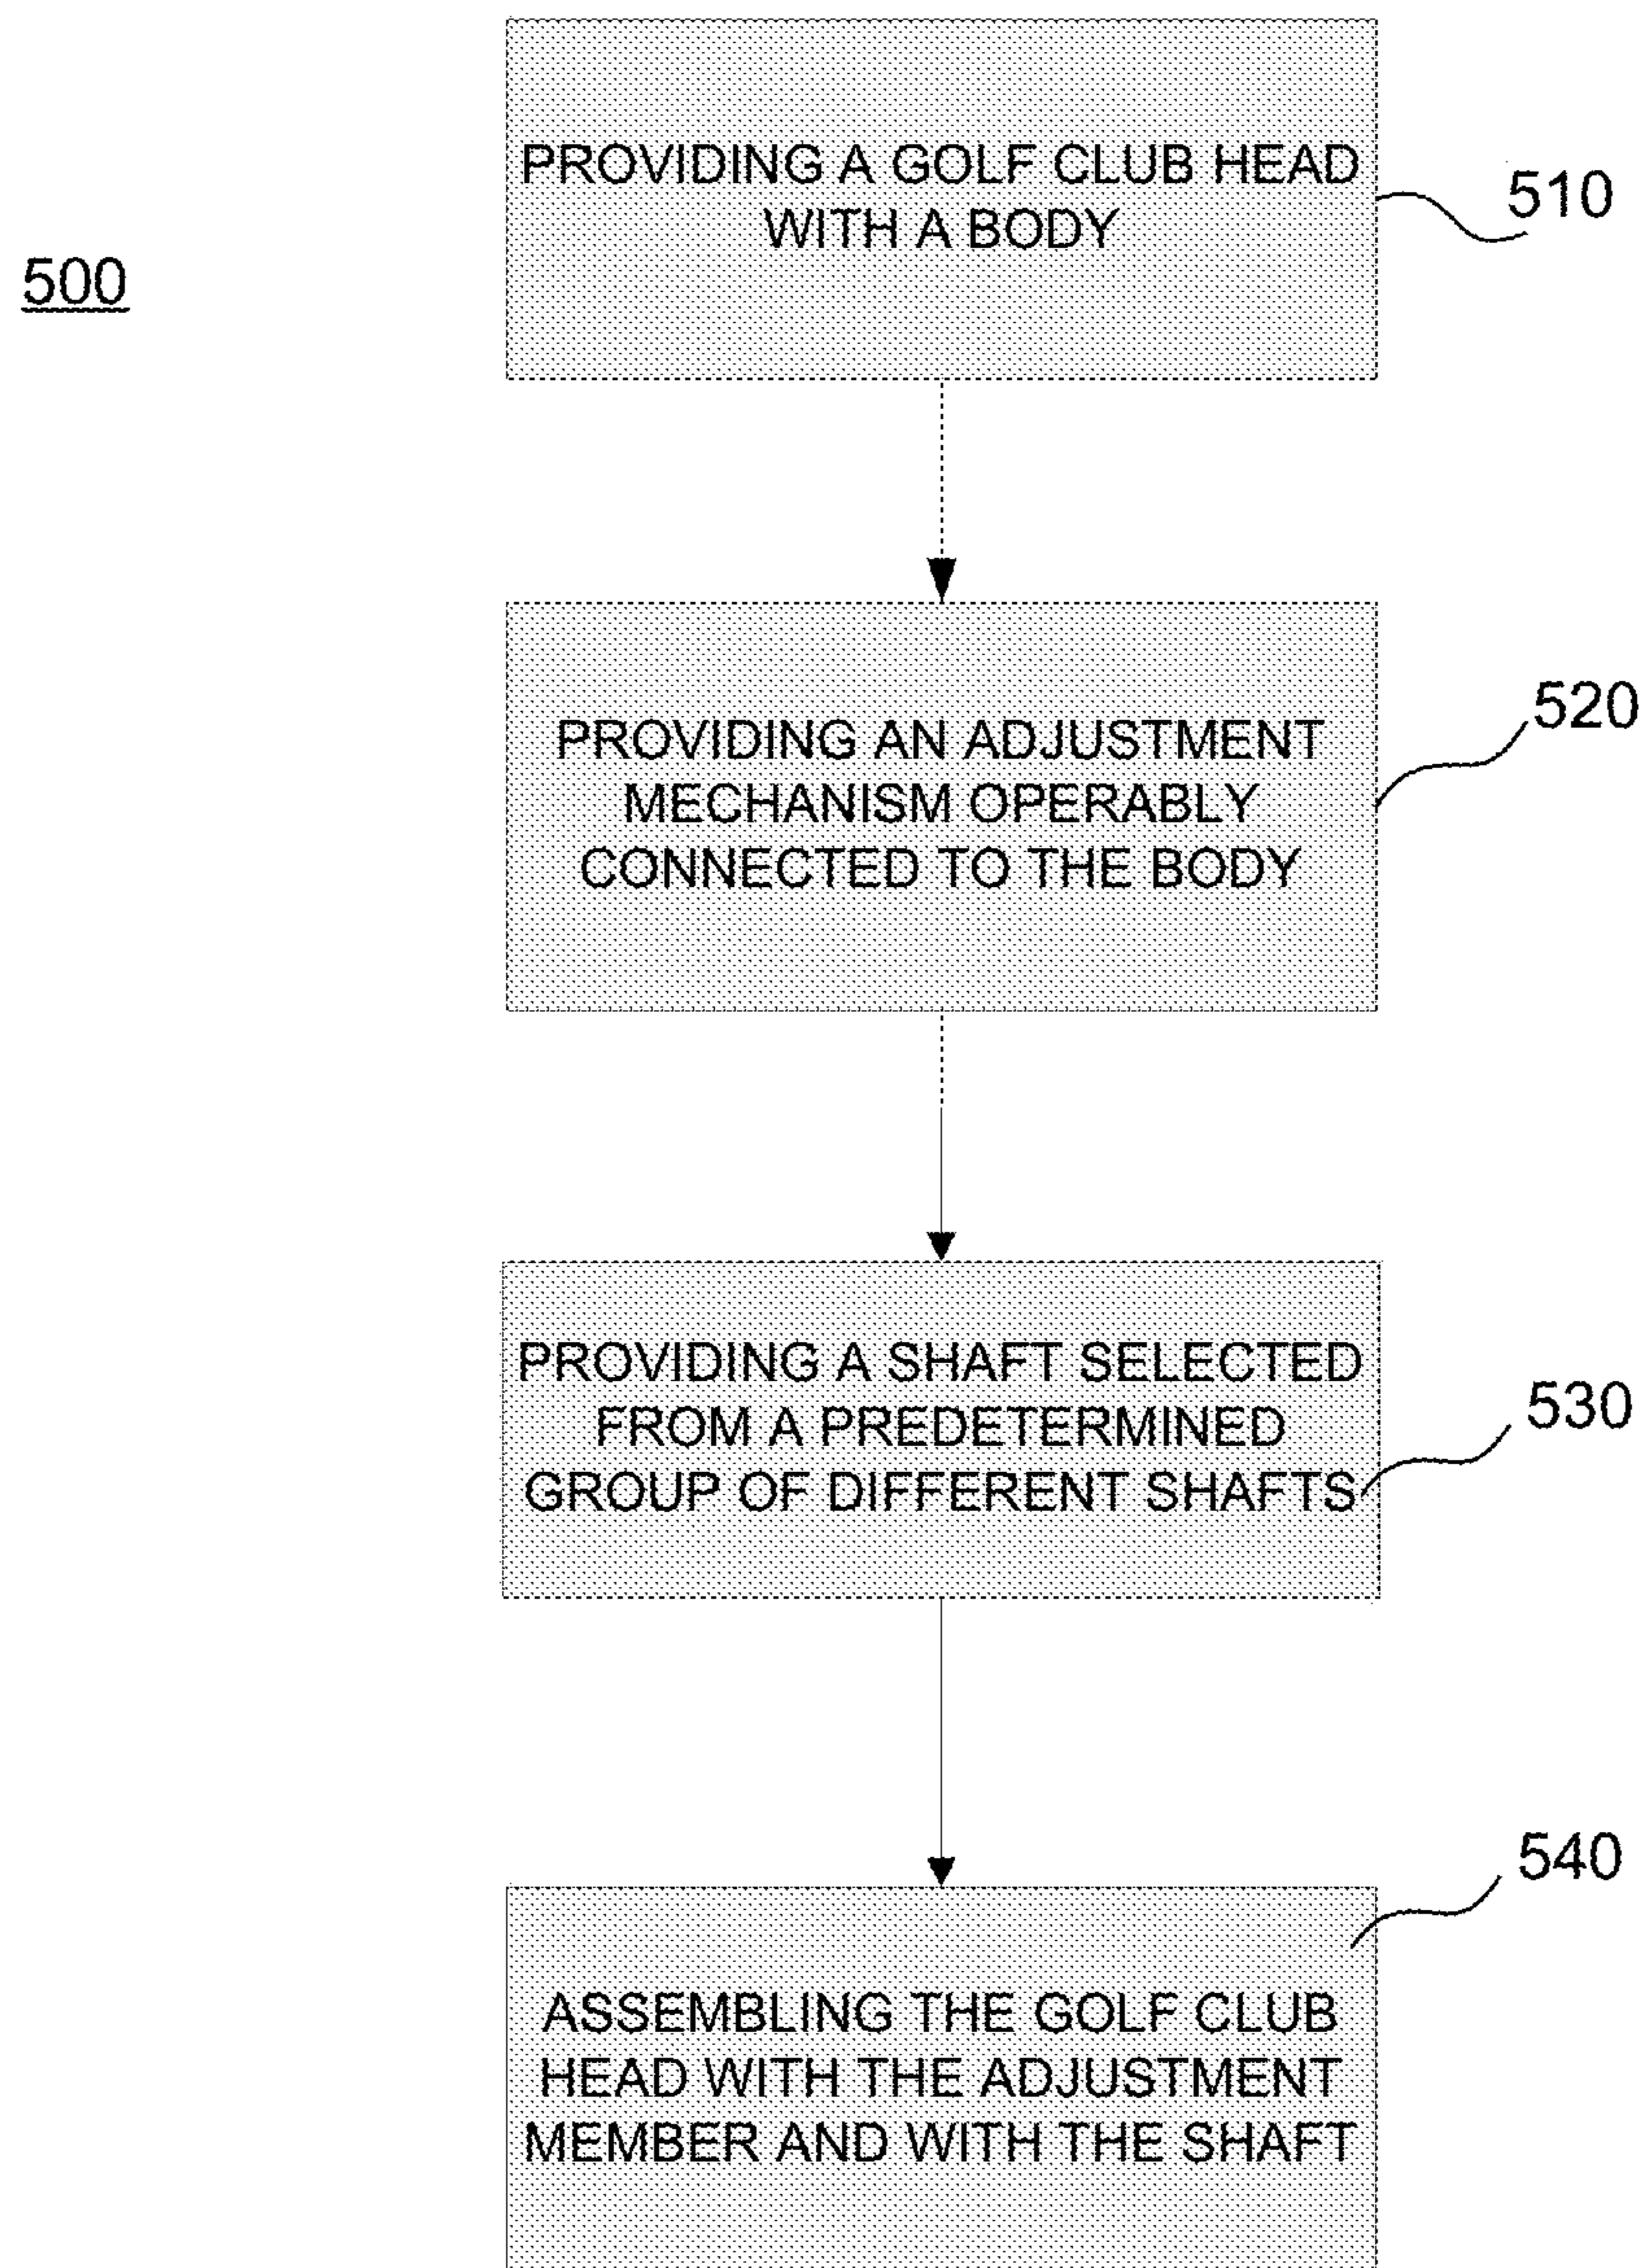 500
PROVIDING A GOLF CLUB HEAD
WITH A BODY
510
PROVIDING AN ADJUSTMENT
MECHANISM OPERABLY
CONNECTED TO THE BODY
520
PROVIDING A SHAFT SELECTED
FROM A PREDETERMINED
GROUP OF DIFFERENT SHAFTS
530
ASSEMBLING THE GOLF CLUB
HEAD WITH THE ADJUSTMENT
MEMBER AND WITH THE SHAFT
540